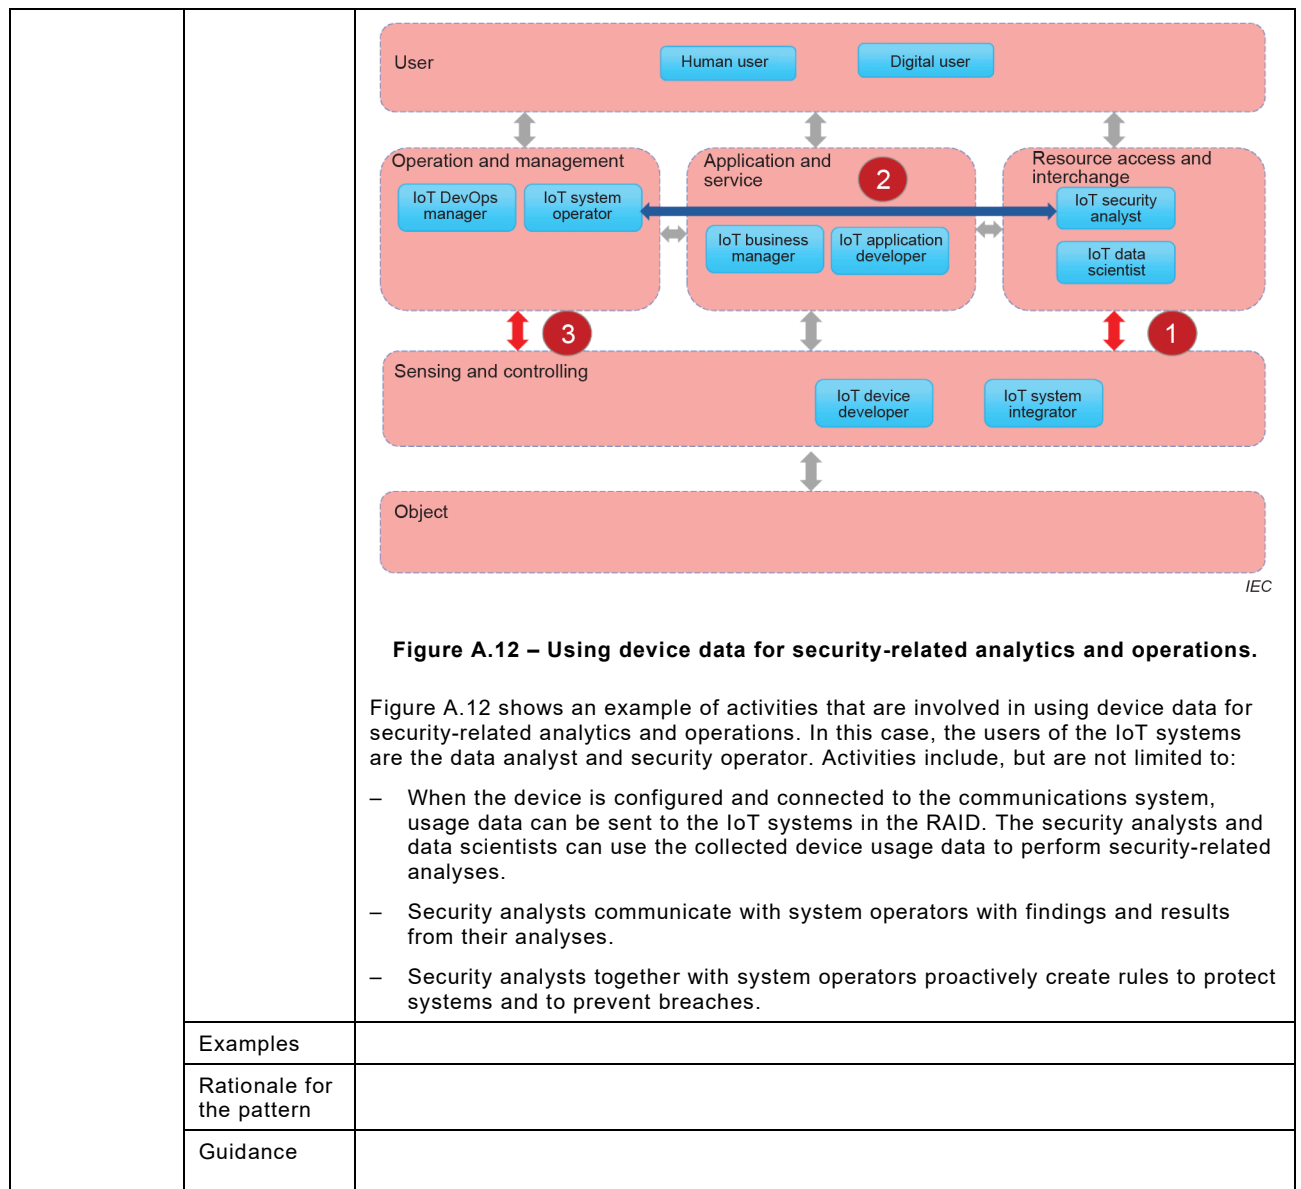 User
Human user
Digital user
Operation and management
IoT DevOps
manager
IoT system
operator
Application and
service
2
IoT business
manager
IoT application
developer
Resource access and
interchange
IoT security
analyst
IoT data
scientist
3
1
Sensing and controlling
IoT device
developer
IoT system
integrator
Object
IEC
Figure A.12 – Using device data for security-related analytics and operations.
Figure A.12 shows an example of activities that are involved in using device data for
security-related analytics and operations. In this case, the users of the IoT systems
are the data analyst and security operator. Activities include, but are not limited to:
– When the device is configured and connected to the communications system,
usage data can be sent to the IoT systems in the RAID. The security analysts and
data scientists can use the collected device usage data to perform security-related
analyses.
– Security analysts communicate with system operators with findings and results
from their analyses.
– Security analysts together with system operators proactively create rules to protect
systems and to prevent breaches.
Examples
Rationale for
the pattern
Guidance